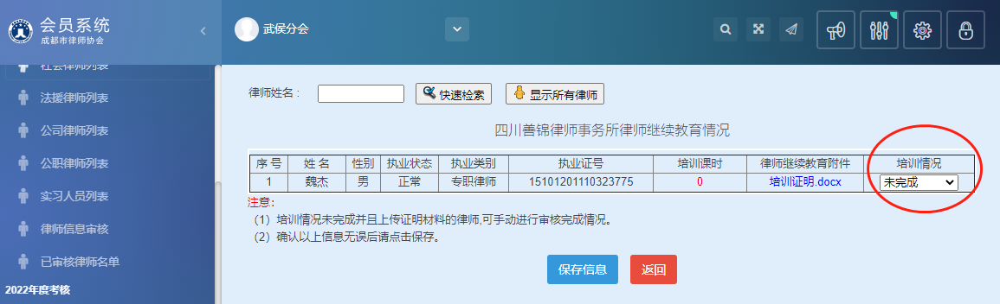 会员系统
成都市律师协会
武侯分会
社会律师列表
法援律师列表
公司律师列表
公职律师列表
实习人员列表
律师信息审核
已审核律师名单
2022年度考核
律师姓名： 快速检索 显示所有律师
四川善锦律师事务所律师继续教育情况
序 号 姓 名 性别 执业状态 执业类别 执业证号 培训课时 律师继续教育附件 培训情况
1 魏杰 男 正常 专职律师 15101201110323775 0 培训证明.docx 未完成
注意：
（1）培训情况未完成并且上传证明材料的律师,可手动进行审核完成情况。
（2）确认以上信息无误后请点击保存。
保存信息 返回